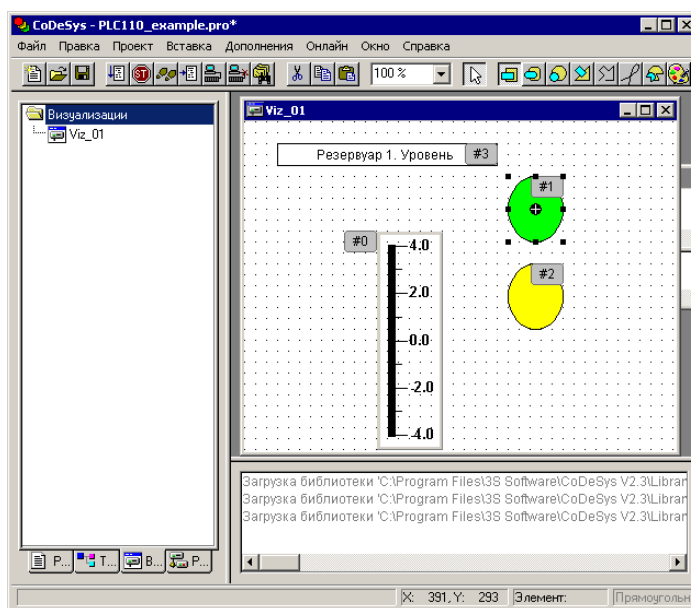 CoDeSys - PLC110_example.pro*
Файл Правка Проект Вставка Дополнения Онлайн Окно Справка
100 %
Визуализации
Viz_01
Viz_01
Резервуар 1. Уровень #3
#1
#0
4.0
#2
2.0
0.0
-2.0
-4.0
Загрузка библиотеки 'C:\Program Files\3S Software\CoDeSys V2.3\Librar
Загрузка библиотеки 'C:\Program Files\3S Software\CoDeSys V2.3\Librar
Загрузка библиотеки 'C:\Program Files\3S Software\CoDeSys V2.3\Librar
P... T... В... P...
X: 391, Y: 293 Элемент: Прямоугольн